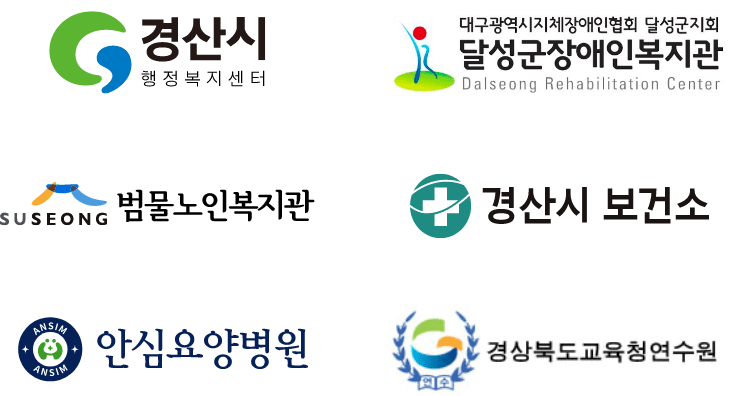 경산시
행정복지센터
대구광역시지체장애인협회 달성군지회
달성군장애인복지관
Dalseong Rehabilitation Center
SUSEONG 범물노인복지관
경산시 보건소
ANSIM
ANSIM
안심요양병원
경상북도교육청연수원
연수